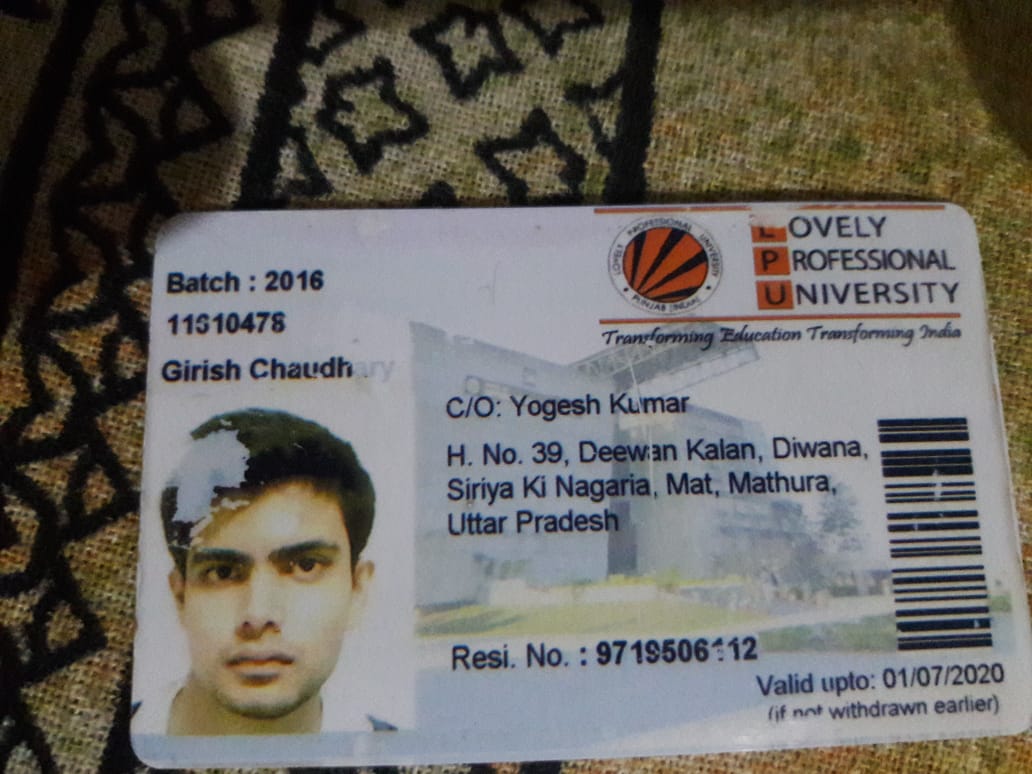 Batch : 2016
Girish Chaudhary
LOVELY
PROFESSIONAL
UNIVERSITY
LOVELY PROFESSIONAL UNIVERSITY
PUNJAB (INDIA)
Transforming Education Transforming India
C/O: Yogesh Kumar
H. No. 39, Deewan Kalan, Diwana,
Siriya Ki Nagaria, Mat, Mathura,
Uttar Pradesh
Resi. No. :
Valid upto: 01/07/2020
(if not withdrawn earlier)